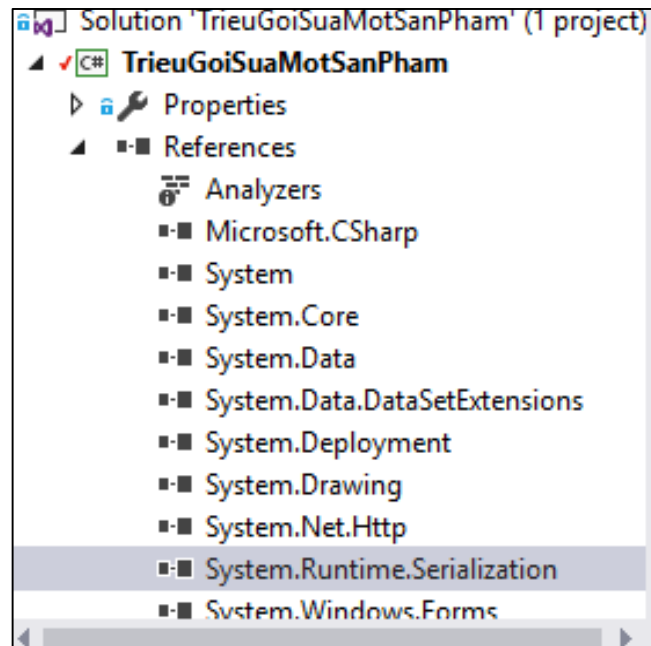 Solution 'TrieuGoiSuaMotSanPham' (1 project)
C# TrieuGoiSuaMotSanPham
Properties
References
Analyzers
Microsoft.CSharp
System
System.Core
System.Data
System.Data.DataSetExtensions
System.Deployment
System.Drawing
System.Net.Http
System.Runtime.Serialization
System.Windows.Forms